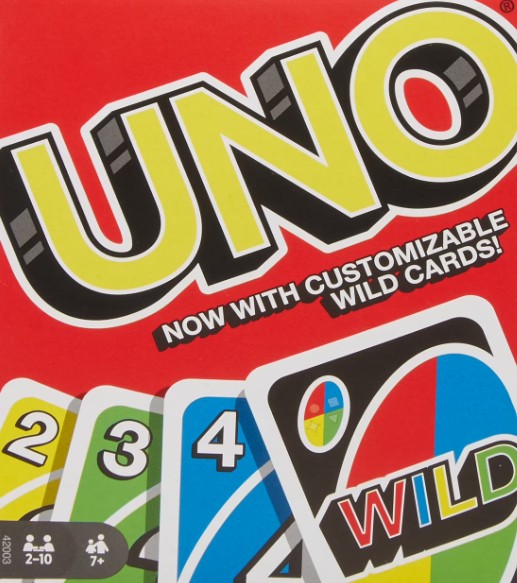 UNO®
NOW WITH CUSTOMIZABLE
WILD CARDS!
2
3
4
WILD
42003
2-10
7+